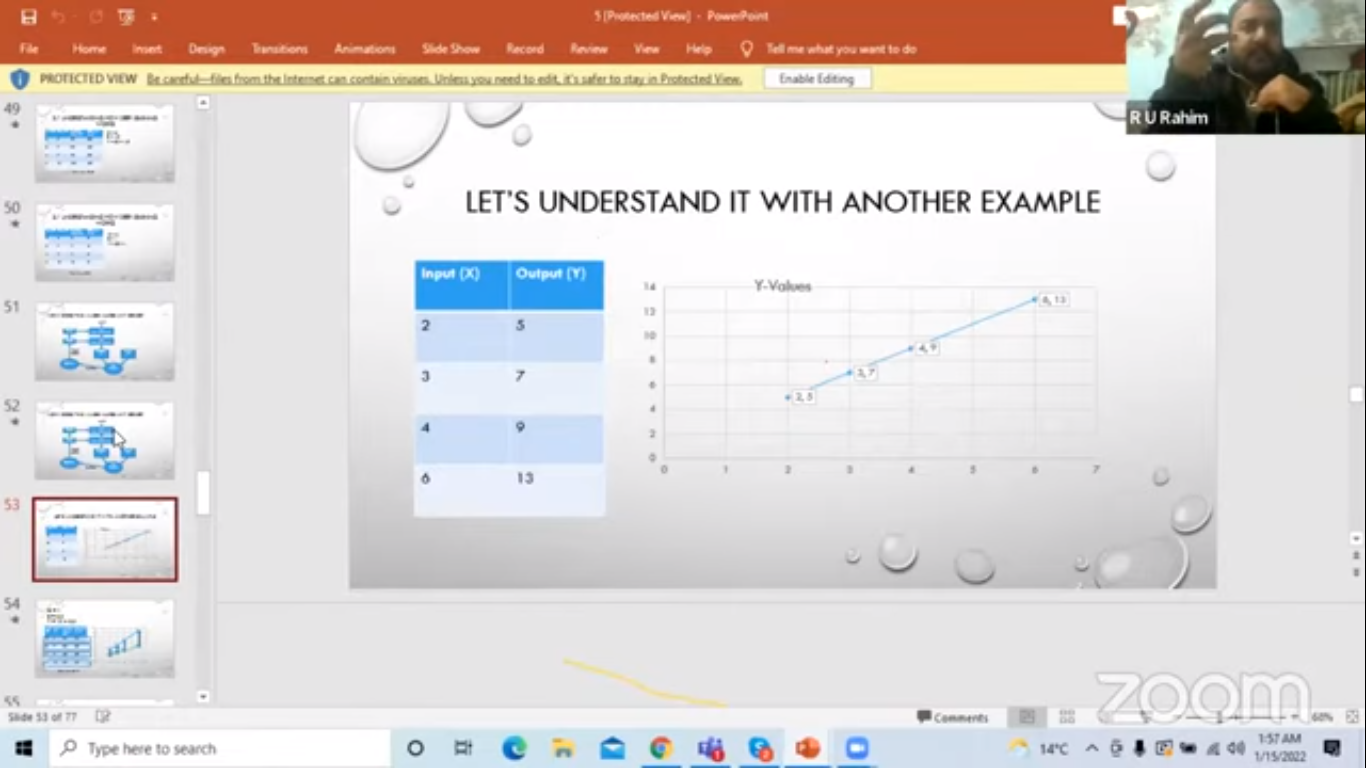 5 [Protected View] - PowerPoint
File Home Insert Design Transitions Animations Slide Show Record Review View Help Tell me what you want to do
PROTECTED VIEW Be careful—files from the Internet can contain viruses. Unless you need to edit, it's safer to stay in Protected View. Enable Editing
R U Rahim
49
50
51
52
53
54
55
LET'S UNDERSTAND IT WITH ANOTHER EXAMPLE
Input (X) Output (Y)
2 5
3 7
4 9
6 13
Y-Values
14
12
10
8
6
4
2
0
6, 13
4, 9
3, 7
2, 5
0 1 2 3 4 5 6 7
zoom
Slide 53 of 77 Comments 68%
Type here to search 14°C 1:57 AM
1/15/2022